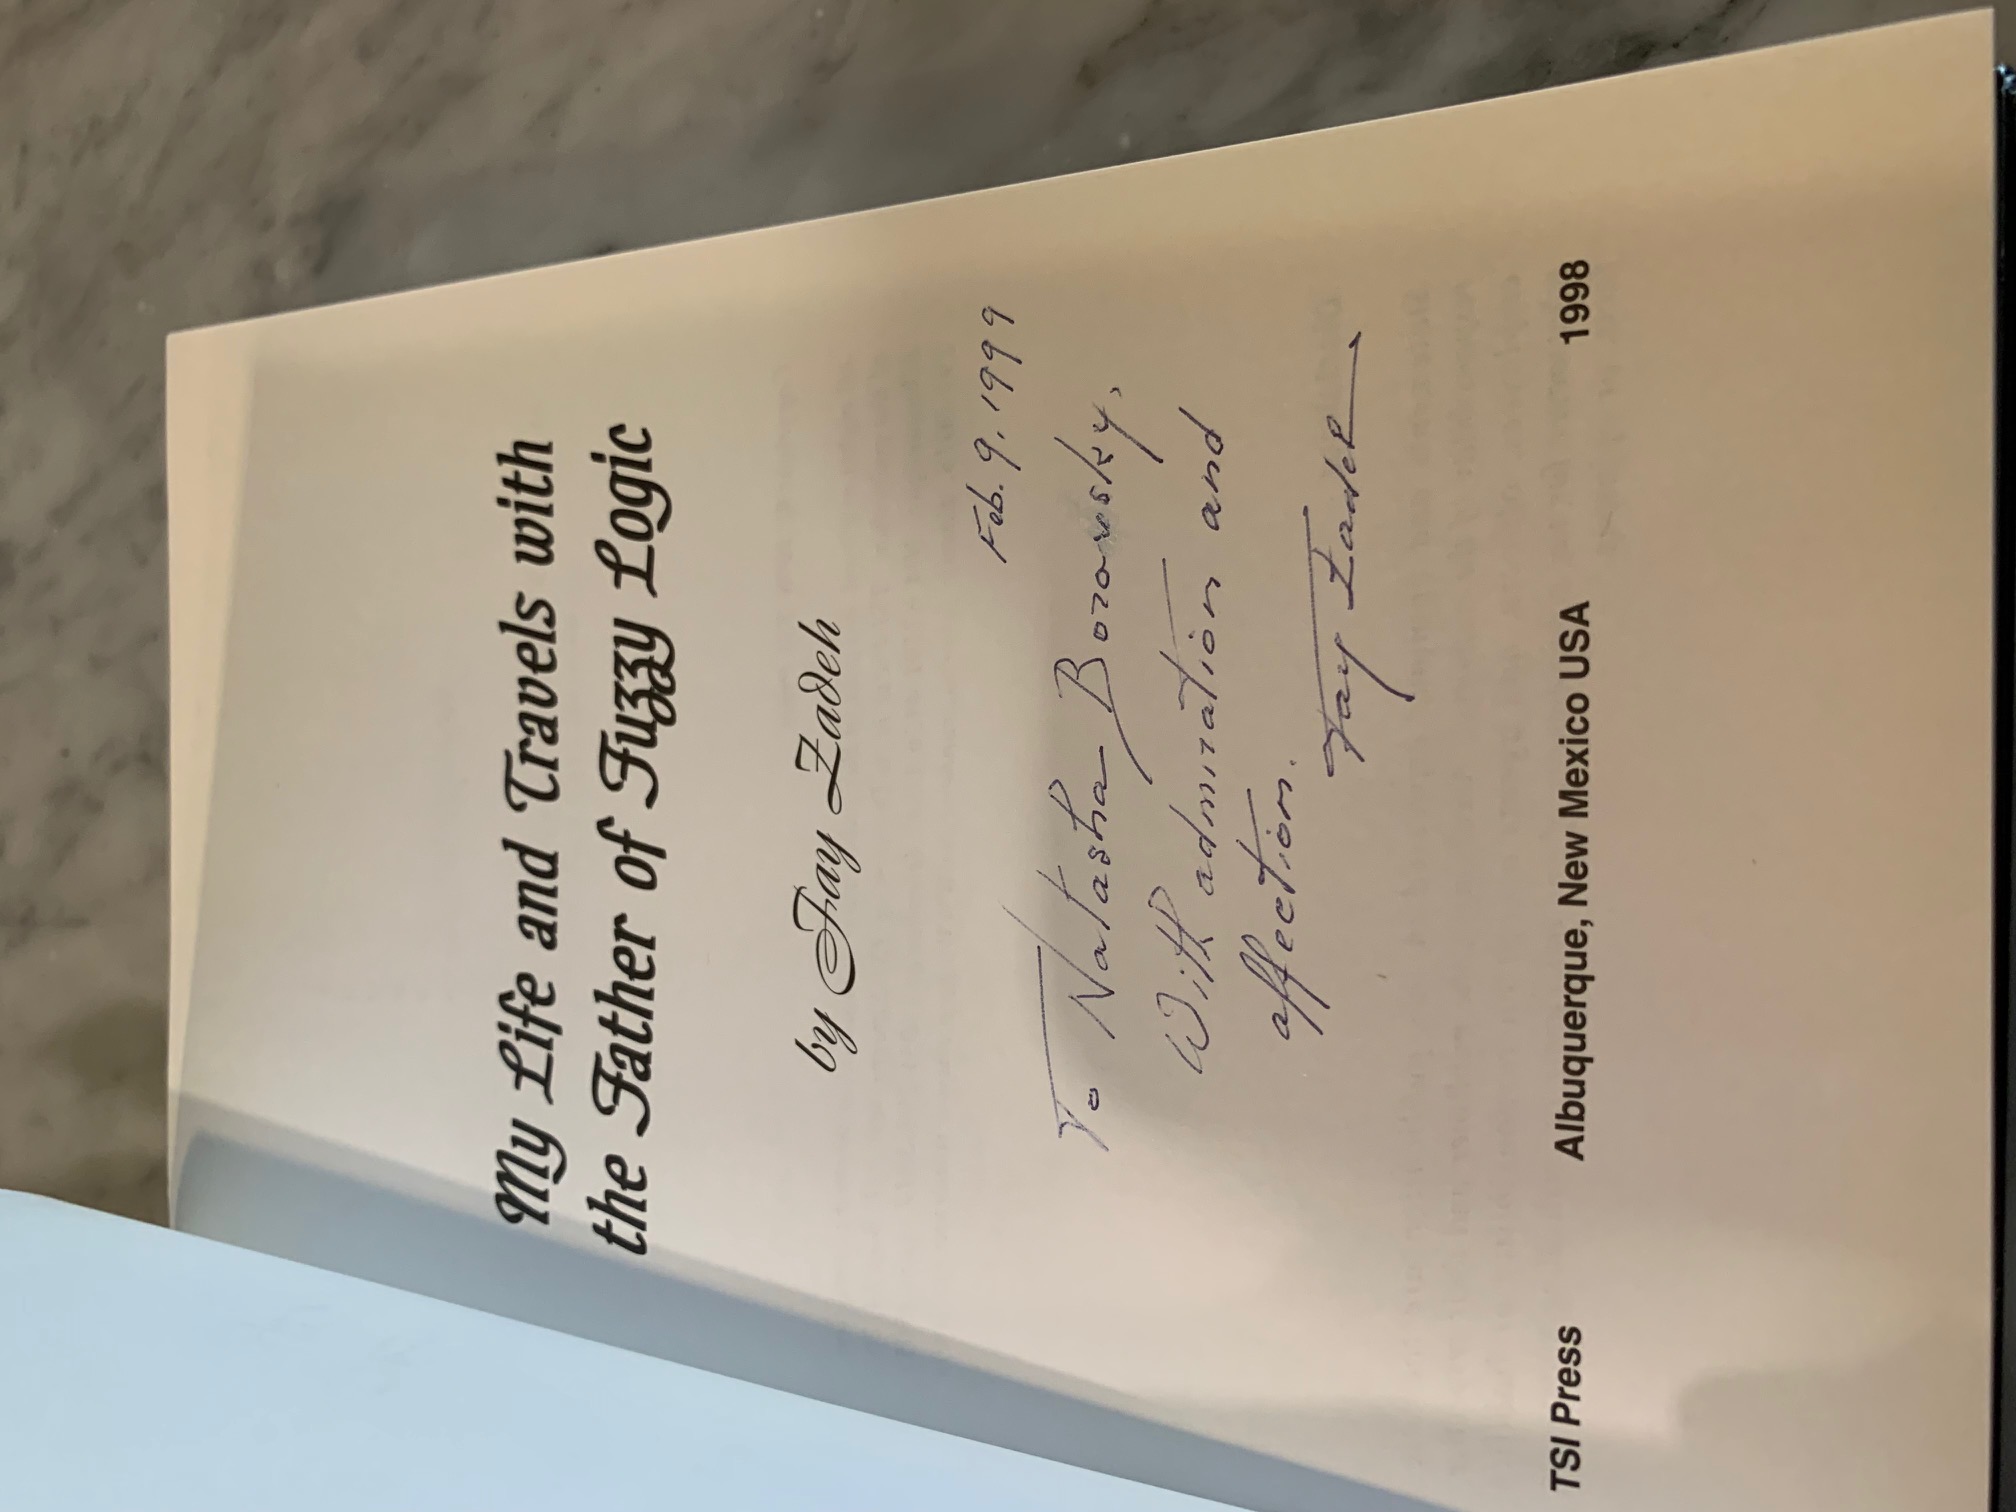 My Life and Travels with
the Father of Fuzzy Logic
by Fay Zadeh
Feb. 9, 1999
To Natasha Borovsky,
With admiration and
affection.
Fay Zadeh
TSI Press Albuquerque, New Mexico USA 1998